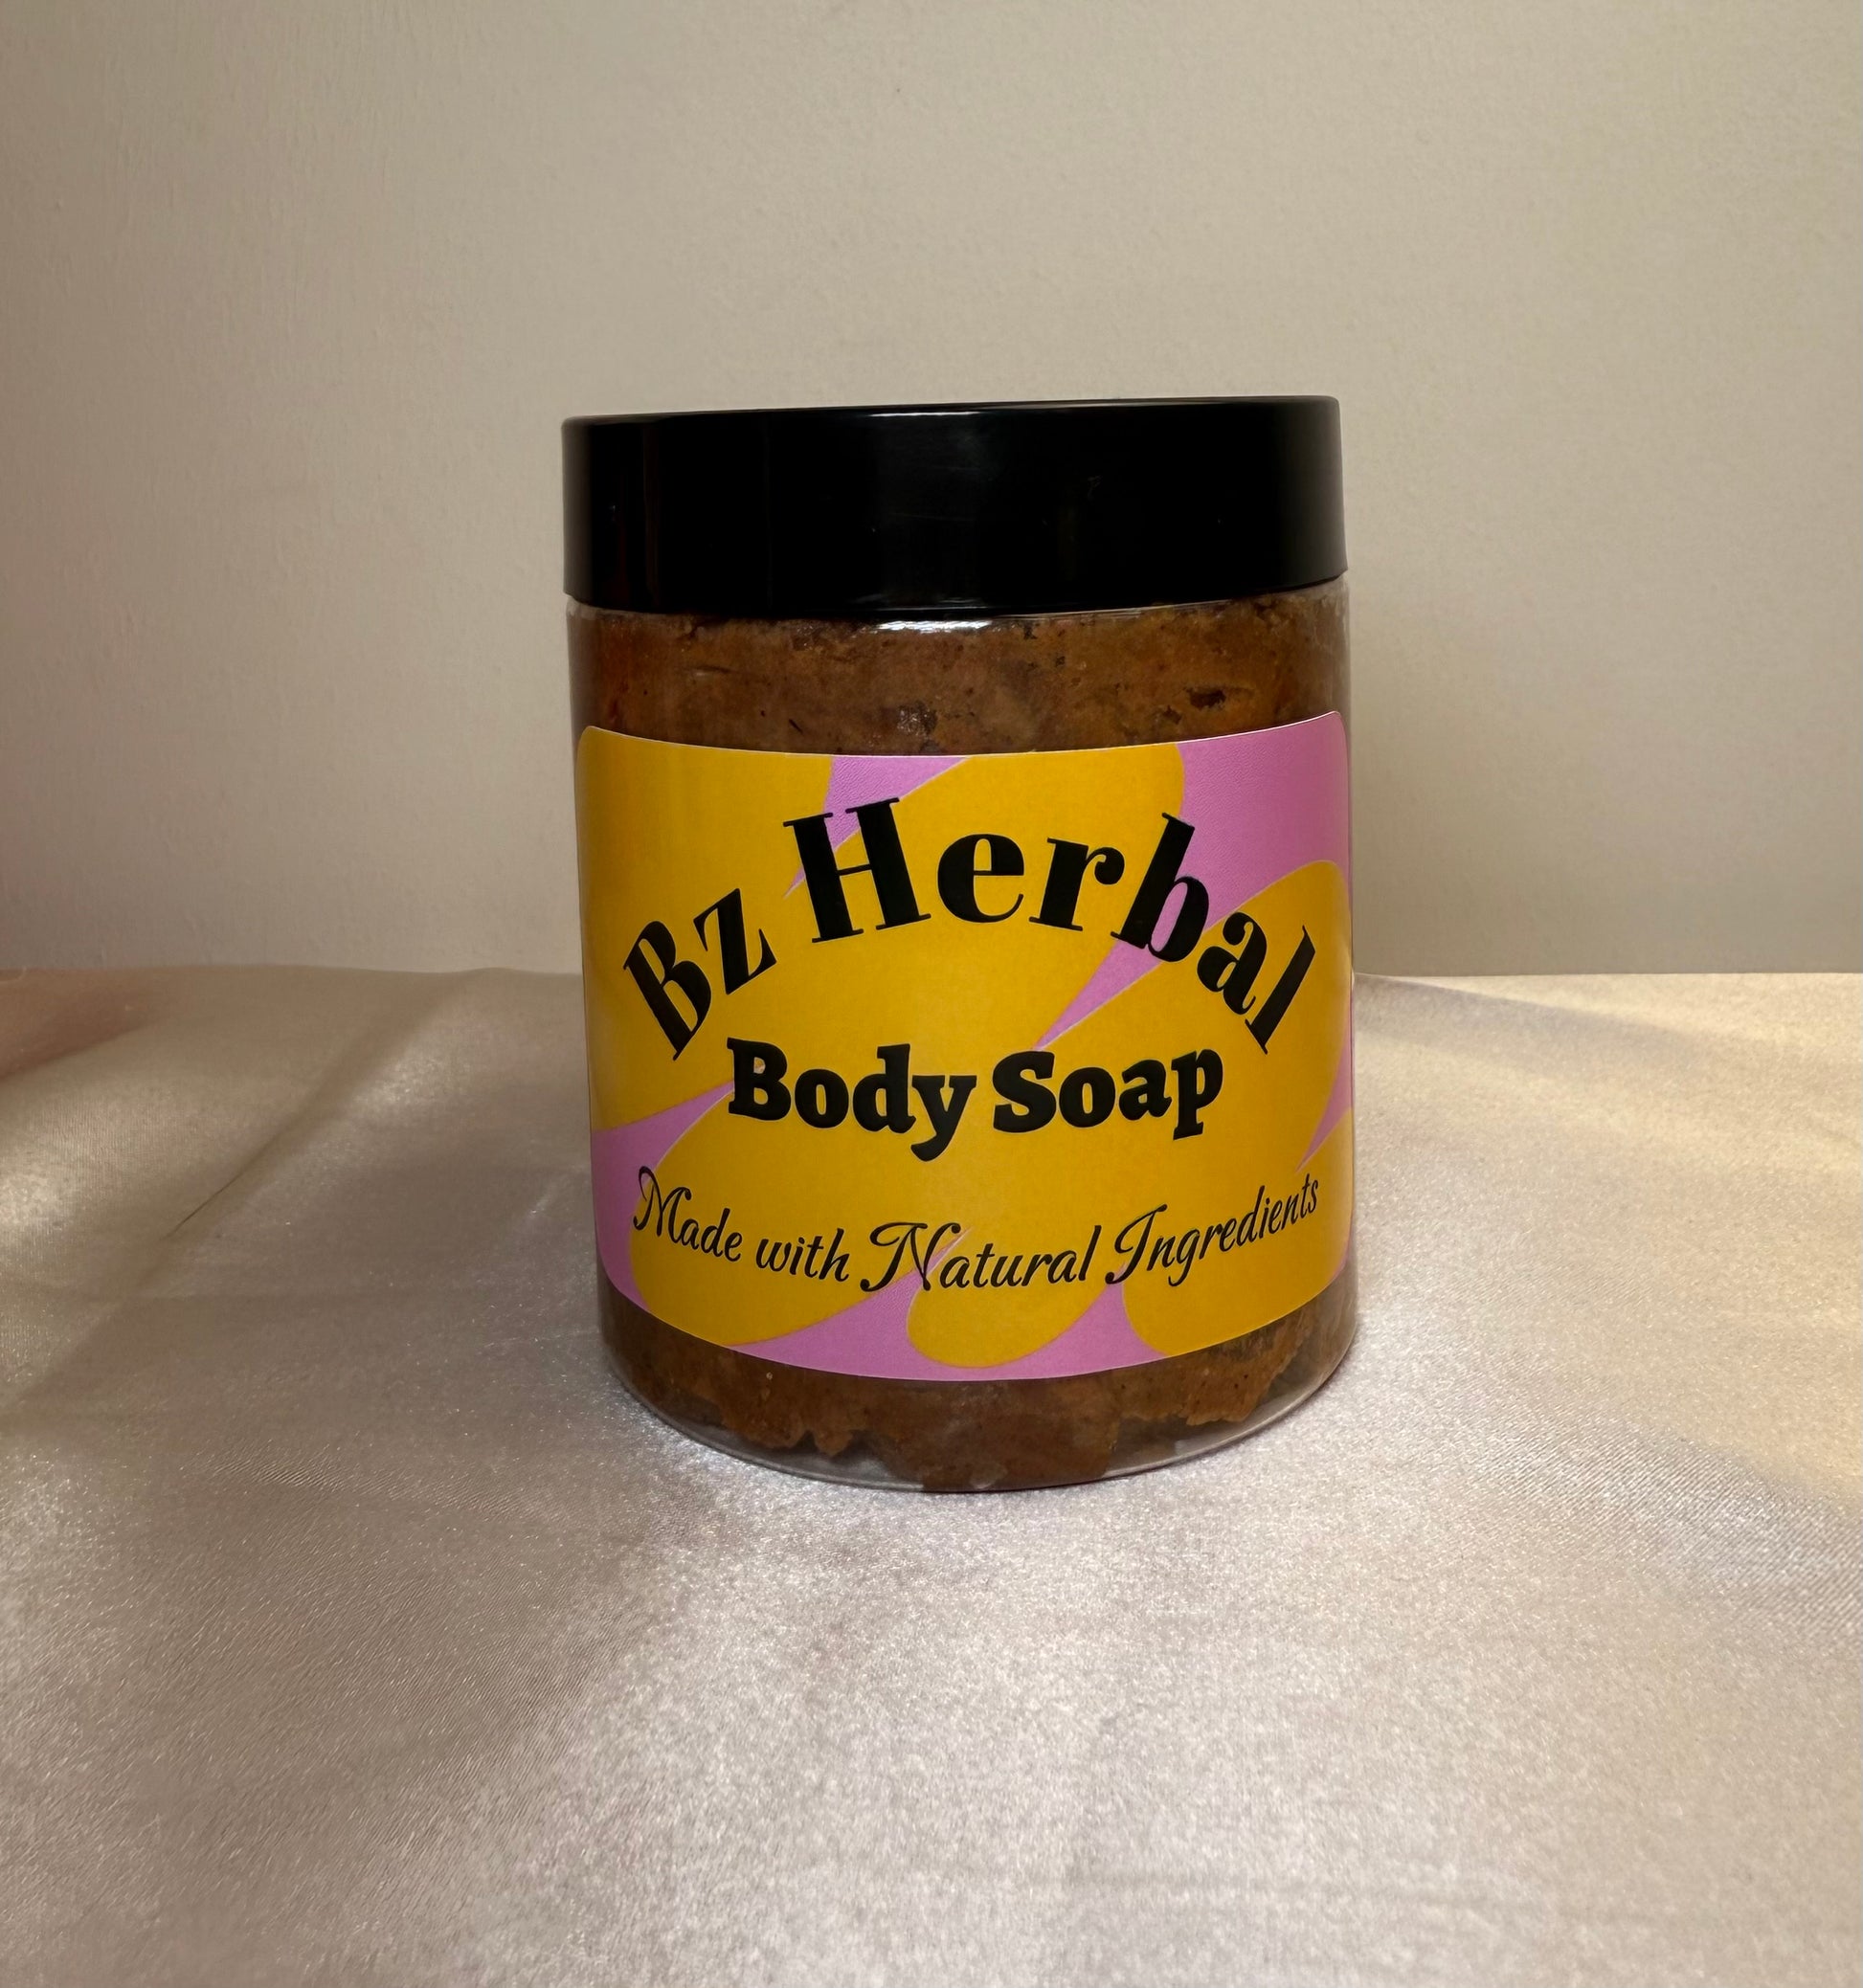 Bz Herbal
Body Soap
Made with Natural Ingredients